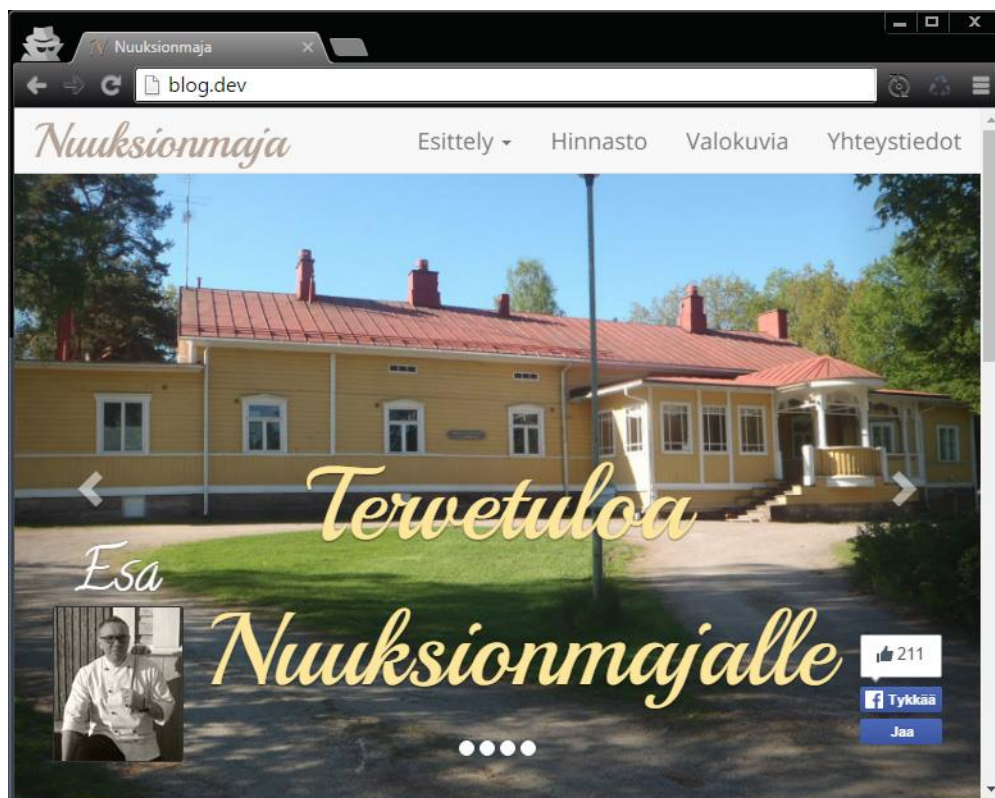 Nuuksionmaja
blog.dev
Nuuksionmaja Esittely Hinnasto Valokuvia Yhteystiedot
Tervetuloa
Esa
Nuuksionmajalle
211
Tykkää
Jaa